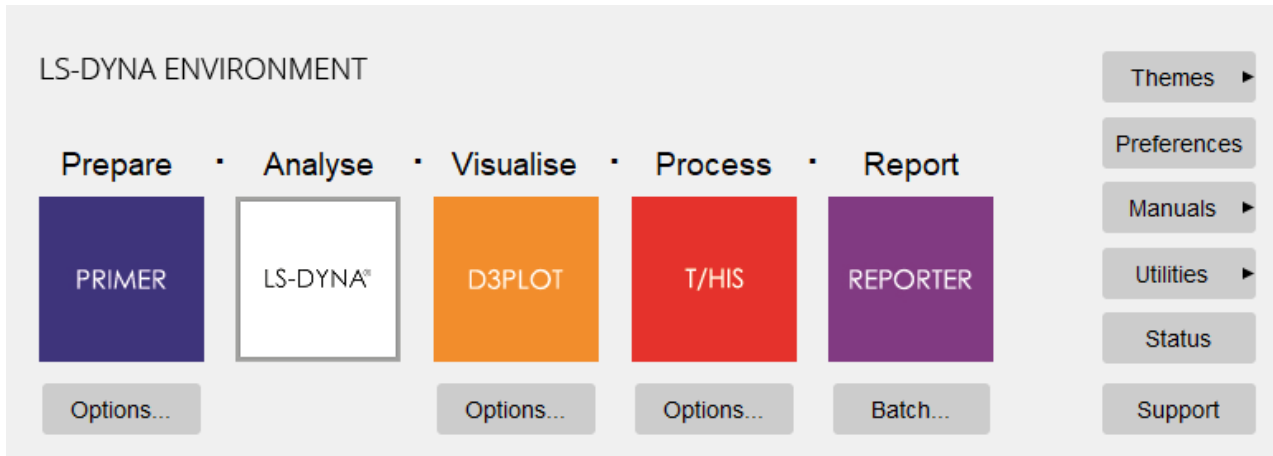 LS-DYNA ENVIRONMENT
Themes
Preferences
Prepare · Analyse · Visualise · Process · Report
Manuals
PRIMER LS-DYNA® D3PLOT T/HIS REPORTER
Utilities
Status
Options... Options... Options... Batch... Support